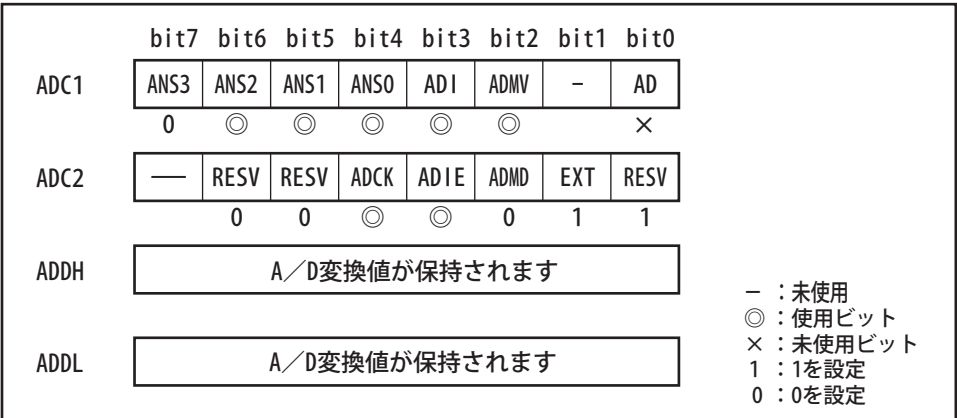 bit7 bit6 bit5 bit4 bit3 bit2 bit1 bit0
ADC1 ANS3 ANS2 ANS1 ANS0 ADI ADMV － AD
0 ◎ ◎ ◎ ◎ ◎ ×
ADC2 ― RESV RESV ADCK ADIE ADMD EXT RESV
0 0 ◎ ◎ 0 1 1
ADDH A／D変換値が保持されます
ADDL A／D変換値が保持されます
－：未使用
◎：使用ビット
×：未使用ビット
1：1を設定
0：0を設定